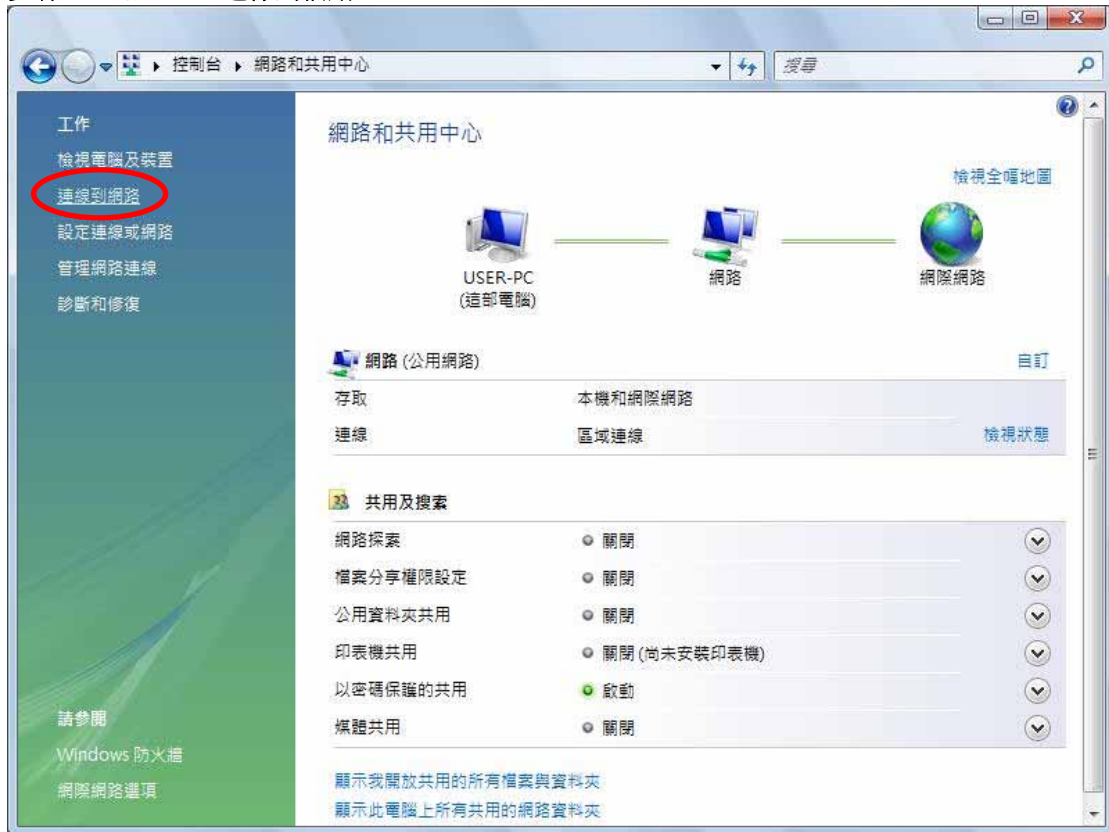 控制台 ▸ 網路和共用中心
搜尋
工作
檢視電腦及裝置
連線到網路
設定連線或網路
管理網路連線
診斷和修復
請參閱
Windows 防火牆
網際網路選項
網路和共用中心
檢視全幅地圖
USER-PC
(這部電腦)
網路
網際網路
網路 (公用網路)
自訂
存取 本機和網際網路
連線 區域連線 檢視狀態
共用及搜索
網路探索 關閉
檔案分享權限設定 關閉
公用資料夾共用 關閉
印表機共用 關閉 (尚未安裝印表機)
以密碼保護的共用 啟動
媒體共用 關閉
顯示我開放共用的所有檔案與資料夾
顯示此電腦上所有共用的網路資料夾